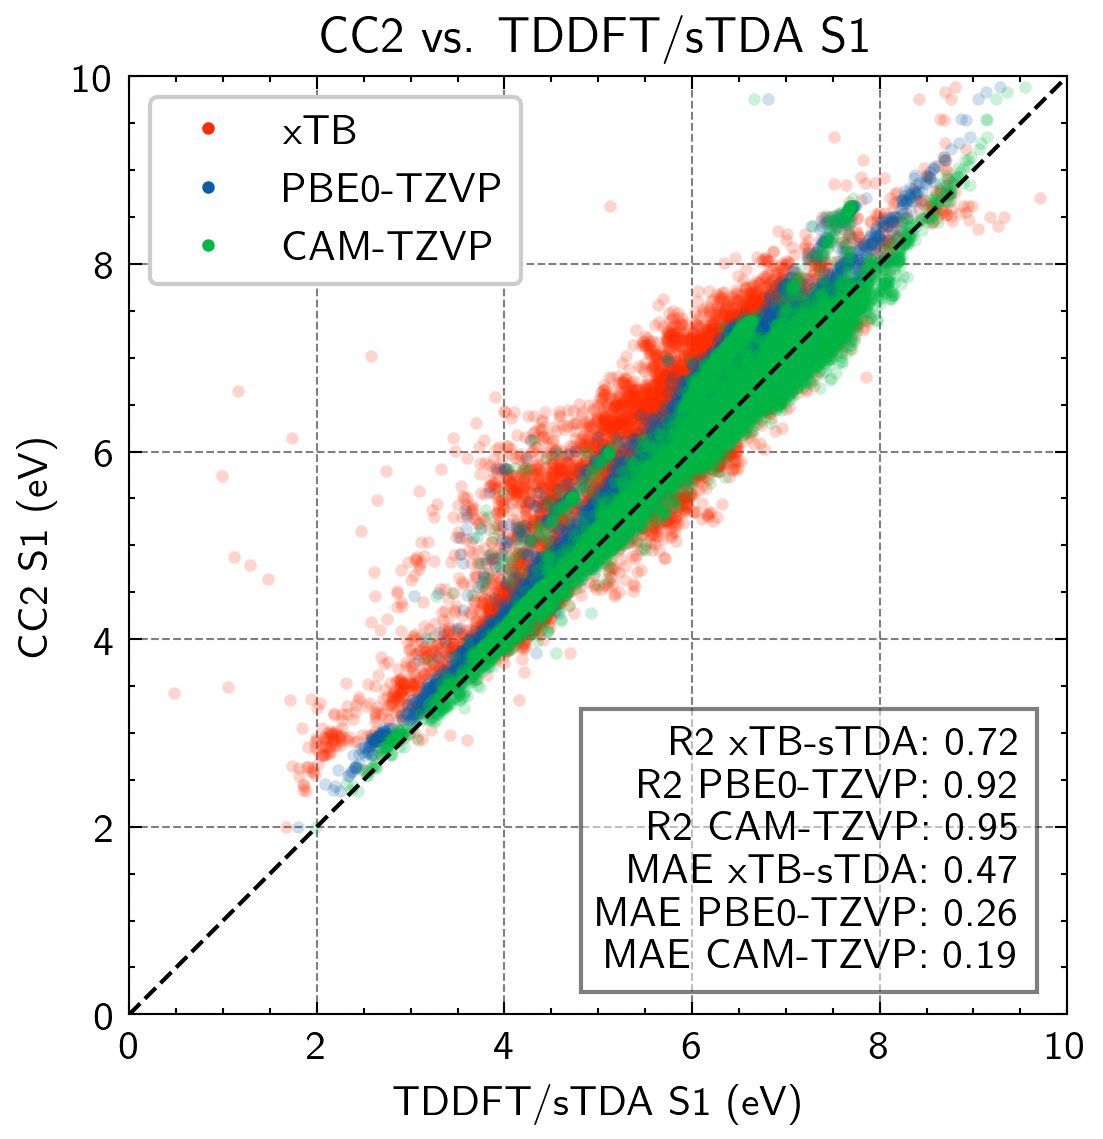 CC2 vs. TDDFT/sTDA S1
10
8
6
4
2
0
CC2 S1 (eV)
xTB
PBE0-TZVP
CAM-TZVP
R2 xTB-sTDA: 0.72
R2 PBE0-TZVP: 0.92
R2 CAM-TZVP: 0.95
MAE xTB-sTDA: 0.47
MAE PBE0-TZVP: 0.26
MAE CAM-TZVP: 0.19
0 2 4 6 8 10
TDDFT/sTDA S1 (eV)